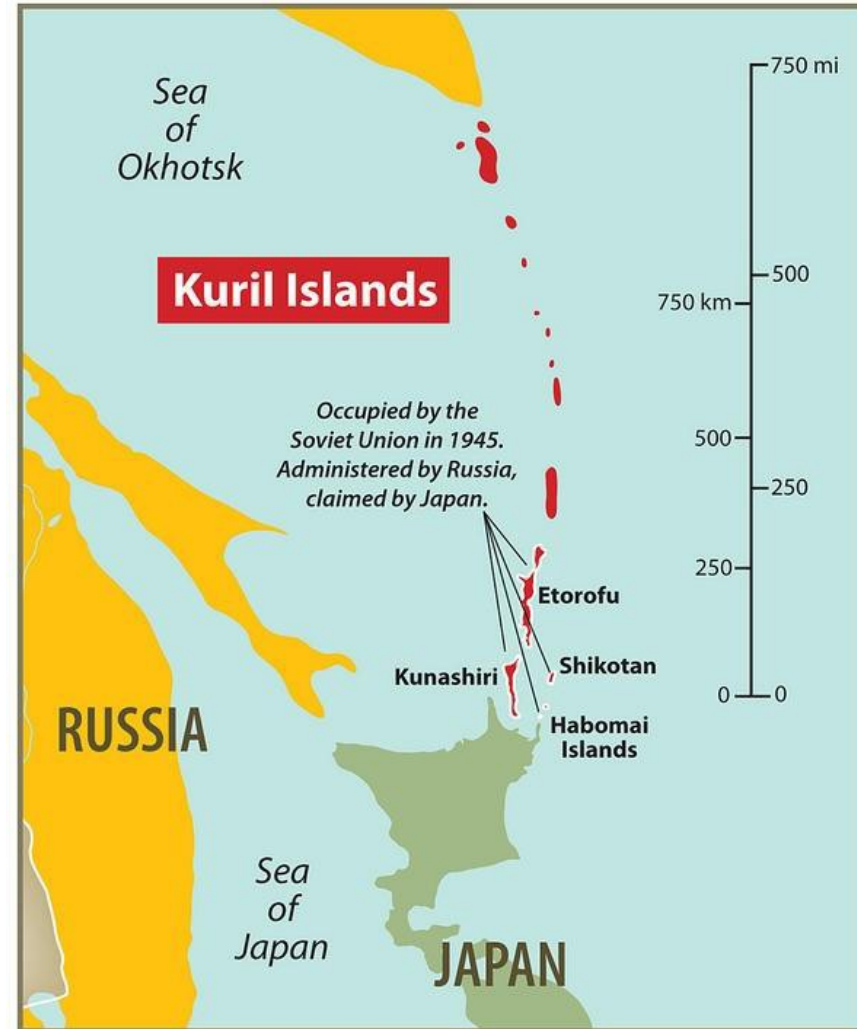 Sea
of
Okhotsk
750 mi
Kuril Islands
500
750 km
Occupied by the
Soviet Union in 1945.
Administered by Russia,
claimed by Japan.
500
250
250
Etorofu
Shikotan
Kunashiri
0
0
RUSSIA
Habomai
Islands
Sea
of
Japan
JAPAN